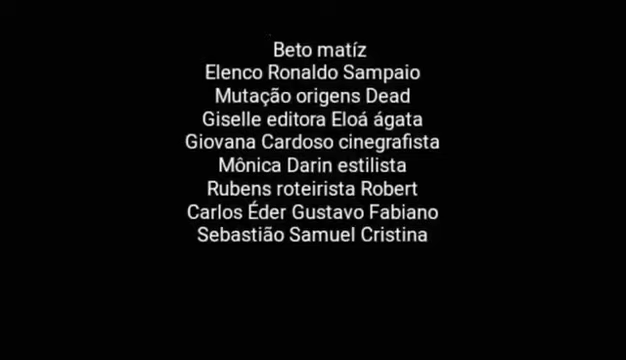 Beto matíz
Elenco Ronaldo Sampaio
Mutação origens Dead
Giselle editora Eloá ágata
Giovana Cardoso cinegrafista
Mônica Darin estilista
Rubens roteirista Robert
Carlos Éder Gustavo Fabiano
Sebastião Samuel Cristina